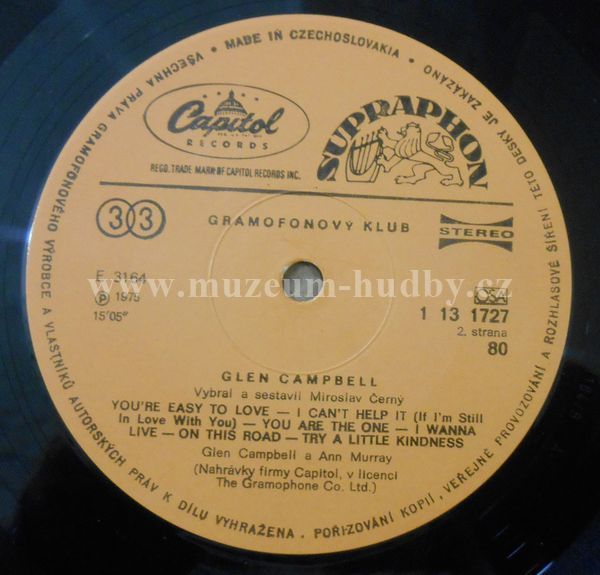 VŠECHNA PRÁVA GRAMOFONOVÉHO VÝROBCE A VLASTNÍKŮ AUTORSKÝCH PRÁV K DÍLU VYHRAŽENA. POŘIZOVÁNÍ KOPIÍ, VEŘEJNÉ PROVOZOVÁNÍ A ROZHLASOVÉ ŠÍŘENÍ TÉTO DESKY JE ZAKÁZÁNO
• MADE IN CZECHOSLOVAKIA •
Capitol
RECORDS
REGD. TRADE MARK OF CAPITOL RECORDS INC.
SUPRAPHON
33
GRAMOFONOVÝ KLUB
STEREO
F 3164
Ⓟ 1975
15'05"
OSA
1 13 1727
2. strana
80
www.muzeum-hudby.cz
GLEN CAMPBELL
Vybral a sestavil Miroslav Černý
YOU'RE EASY TO LOVE — I CAN'T HELP IT (If I'm Still
In Love With You) — YOU ARE THE ONE — I WANNA
LIVE — ON THIS ROAD — TRY A LITTLE KINDNESS
Glen Campbell a Ann Murray
(Nahrávky firmy Capitol, v licenci
The Gramophone Co. Ltd.)